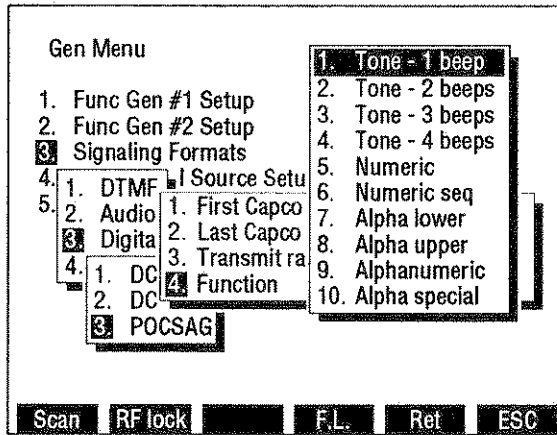 Gen Menu
1. Func Gen #1 Setup
2. Func Gen #2 Setup
3. Signaling Formats
4. l Source Setu
5.
1. DTMF
2. Audio
3. Digita
4.
1. DC
2. DC
3. POCSAG
1. First Capco
2. Last Capco
3. Transmit ra
4. Function
1. Tone - 1 beep
2. Tone - 2 beeps
3. Tone - 3 beeps
4. Tone - 4 beeps
5. Numeric
6. Numeric seq
7. Alpha lower
8. Alpha upper
9. Alphanumeric
10. Alpha special
Scan RF lock F.L. Ret ESC